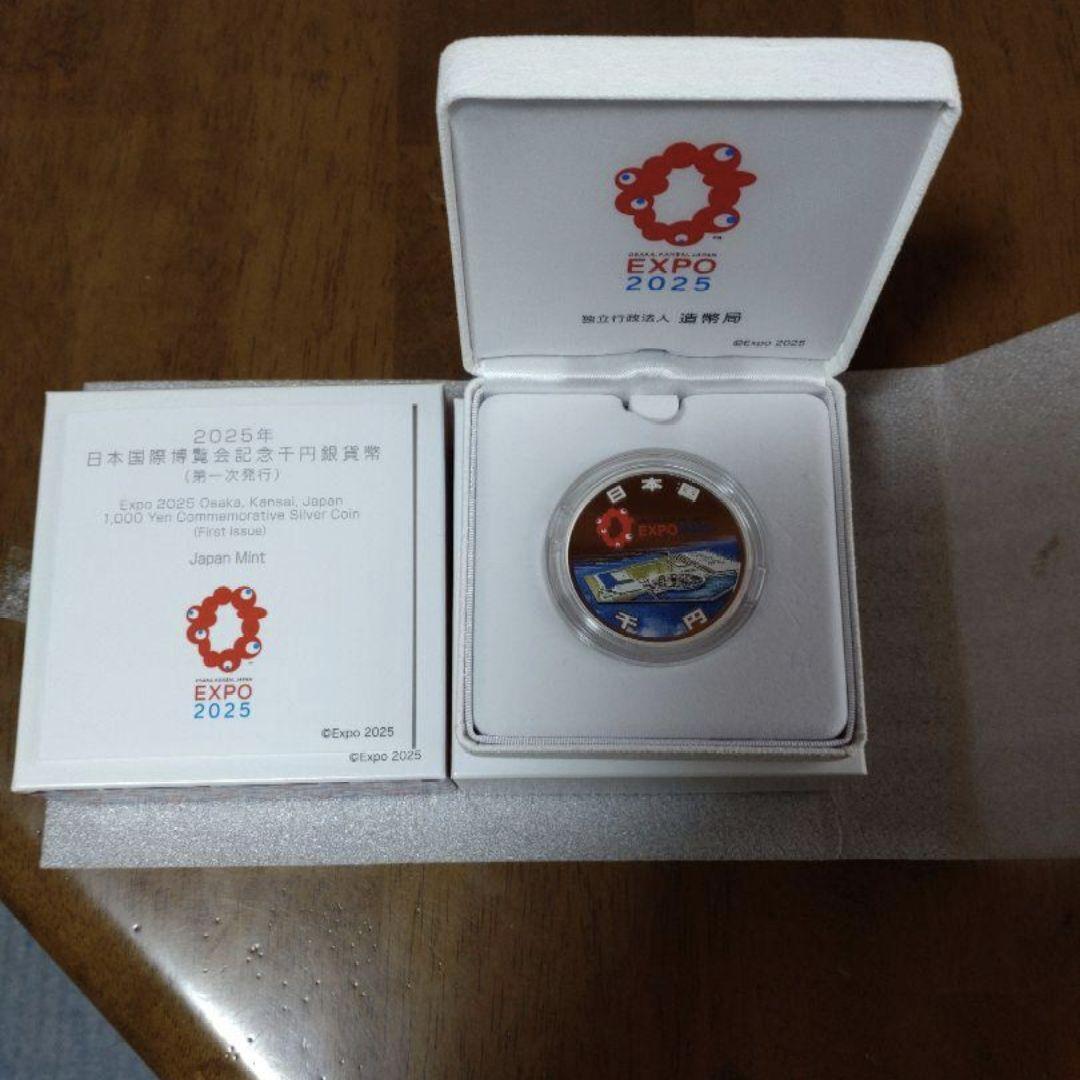 2025年
日本国際博覧会記念千円銀貨幣
(第一次発行)
Expo 2025 Osaka, Kansai, Japan
1,000 Yen Commemorative Silver Coin
(First Issue)
Japan Mint
OSAKA, KANSAI, JAPAN
EXPO
2025
©Expo 2025
©Expo 2025
OSAKA, KANSAI, JAPAN
EXPO
2025
独立行政法人 造幣局
©Expo 2025
日本国
EXPO
千円